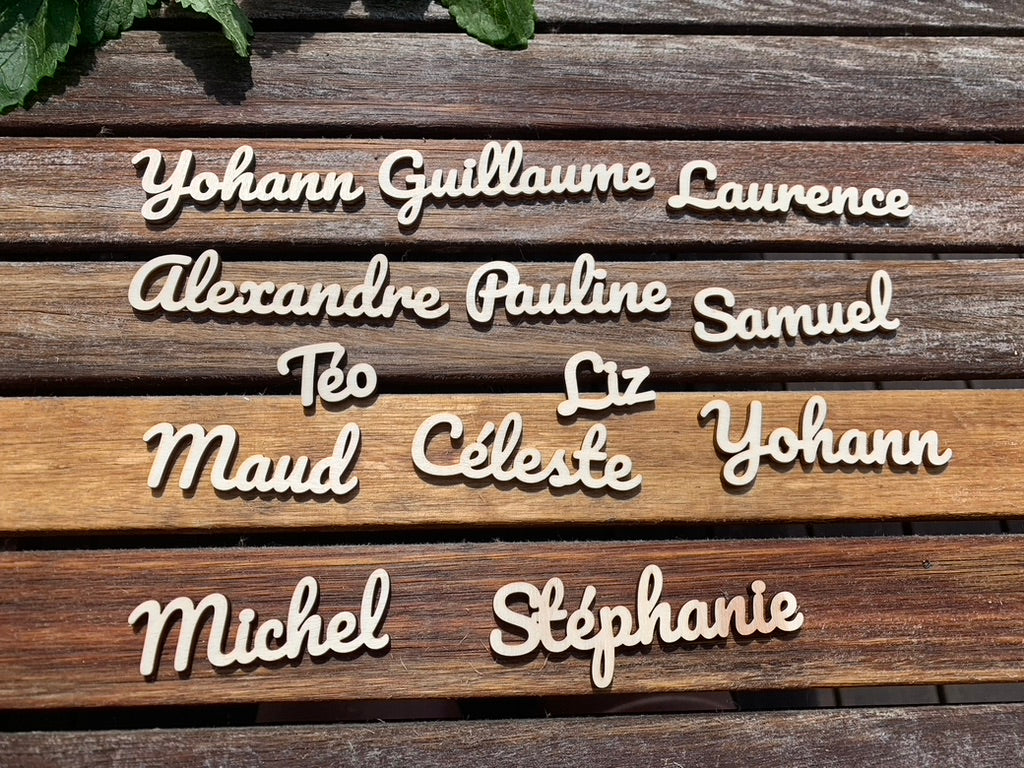 Yohann Guillaume Laurence
Alexandre Pauline Samuel
Téo Liz
Maud Céleste Yohann
Michel Stéphanie